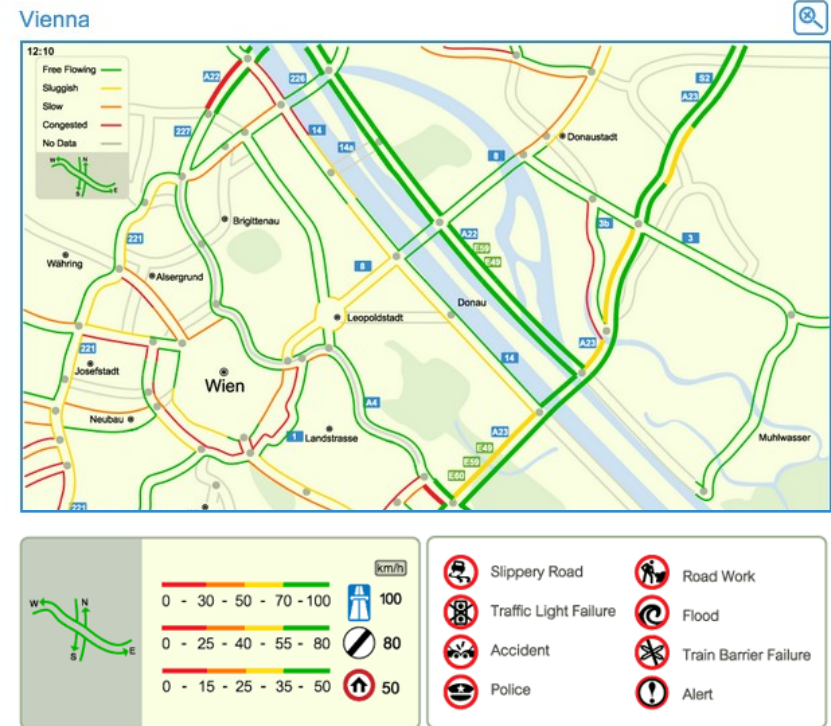 Vienna
12:10
Free Flowing
Sluggish
Slow
Congested
No Data
W N
S E
A22
226
S2
A23
227
14
14a
Donaustadt
8
221
Brigittenau
3b
3
A22
E59
E49
Währing
Alsergrund
8
Donau
Leopoldstadt
221
A23
14
Josefstadt
Wien
A4
Neubau
1
Landstrasse
A23
E49
E59
E60
Muhlwasser
221
km/h
W N
S E
0 - 30 - 50 - 70 - 100
100
0 - 25 - 40 - 55 - 80
80
0 - 15 - 25 - 35 - 50
50
Slippery Road
Road Work
Traffic Light Failure
Flood
Accident
Train Barrier Failure
Police
Alert